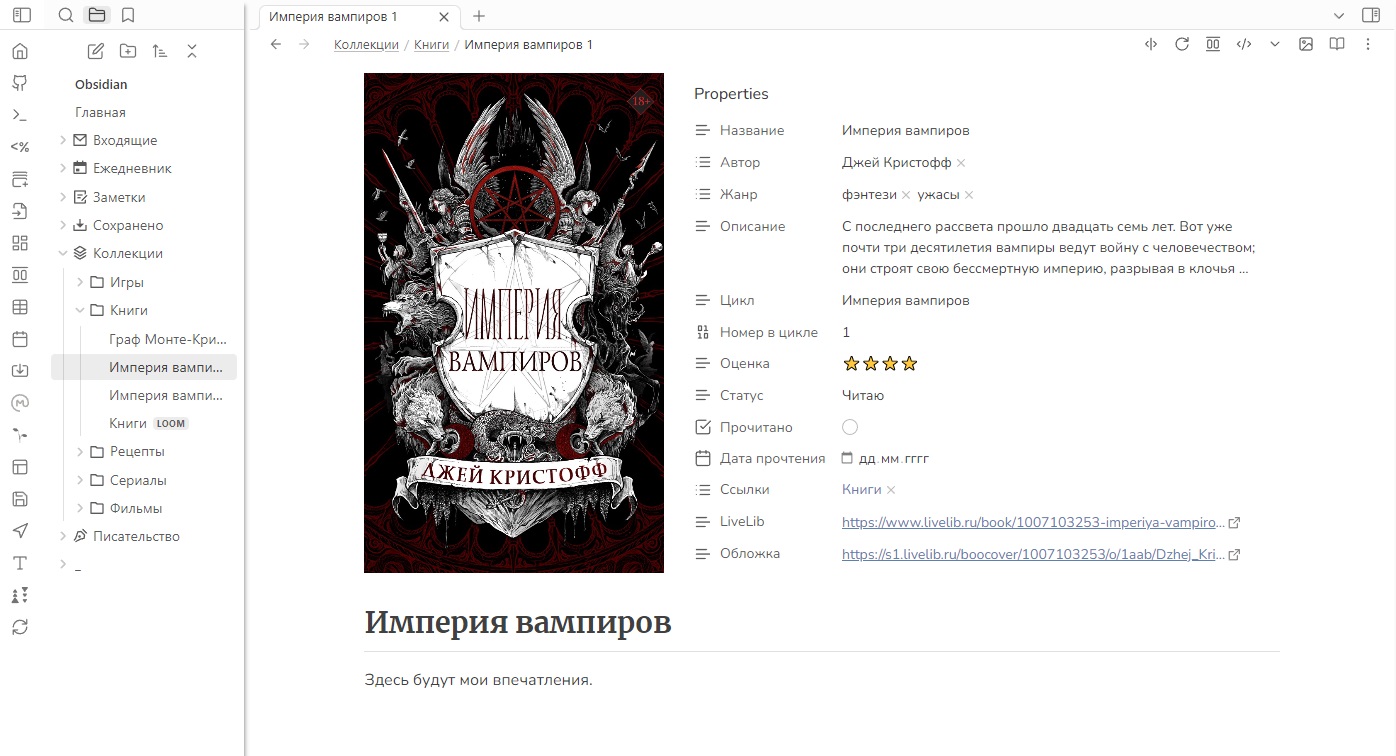 Империя вампиров 1
Коллекции / Книги / Империя вампиров 1
<%
Obsidian
Главная
Входящие
Ежедневник
Заметки
Сохранено
Коллекции
Игры
Книги
Граф Монте-Кри...
Империя вампи...
Империя вампи...
Книги LOOM
Рецепты
Сериалы
Фильмы
Писательство
18+
ИМПЕРИЯ
ВАМПИРОВ
ДЖЕЙ КРИСТОФФ
Properties
Название Империя вампиров
Автор Джей Кристофф ×
Жанр фэнтези × ужасы ×
Описание С последнего рассвета прошло двадцать семь лет. Вот уже
почти три десятилетия вампиры ведут войну с человечеством;
они строят свою бессмертную империю, разрывая в клочья ...
Цикл Империя вампиров
Номер в цикле 1
Оценка
Статус Читаю
Прочитано
Дата прочтения дд.мм.гггг
Ссылки Книги ×
LiveLib https://www.livelib.ru/book/1007103253-imperiya-vampiro...
Обложка https://s1.livelib.ru/boocover/1007103253/o/1aab/Dzhej_Kri...
Империя вампиров
Здесь будут мои впечатления.